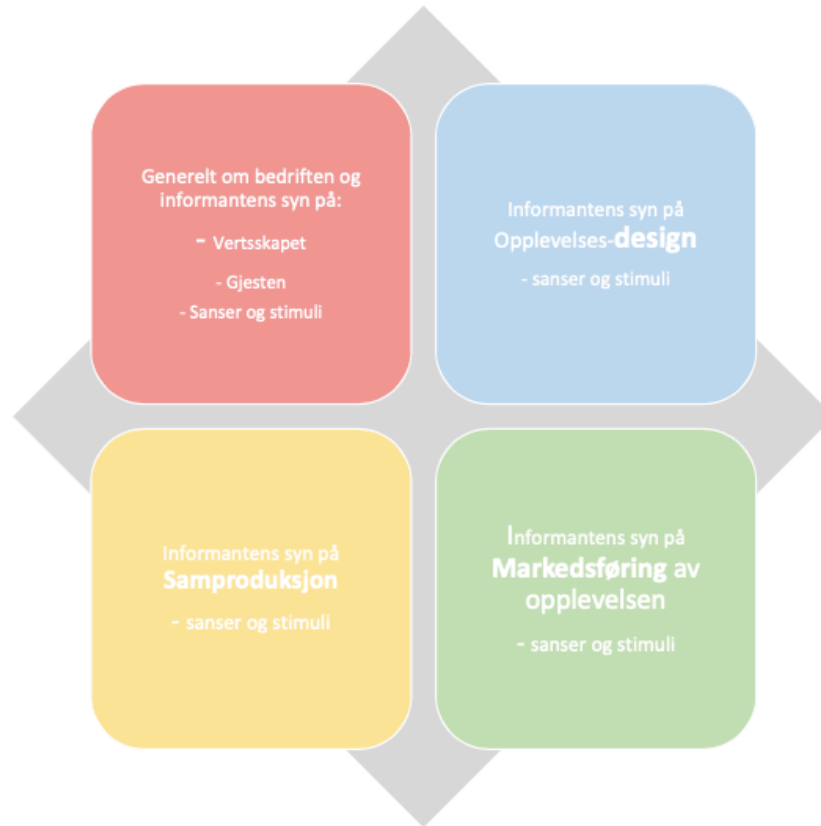 Generelt om bedriften og
informantens syn på:
- Vertsskapet
- Gjesten
- Sanser og stimuli
Informantens syn på
Opplevelses-design
- sanser og stimuli
Informantens syn på
Samproduksjon
- sanser og stimuli
Informantens syn på
Markedsføring av
opplevelsen
- sanser og stimuli